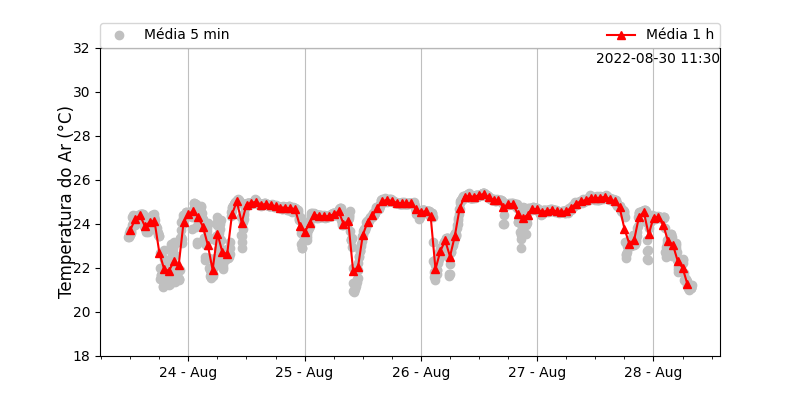 Média 5 min
Média 1 h
2022-08-30 11:30
Temperatura do Ar (°C)
32
30
28
26
24
22
20
18
24 - Aug
25 - Aug
26 - Aug
27 - Aug
28 - Aug